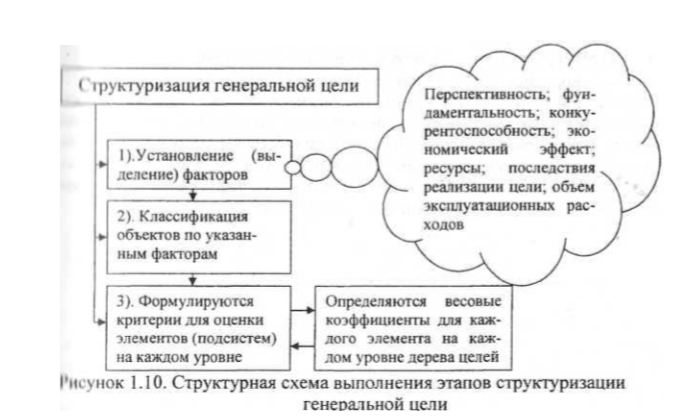 Структуризация генеральной цели
Перспективность; фун-
даментальность; конку-
рентоспособность; эко-
номический эффект;
ресурсы; последствия
реализации цели; объем
эксплуатационных рас-
ходов
1).Установление (вы-
деление) факторов
2). Классификация
объектов по указан-
ным факторам
3). Формулируются
критерии для оценки
элементов (подсистем)
на каждом уровне
Определяются весовые
коэффициенты для каж-
дого элемента на каж-
дом уровне дерева целей
Рисунок 1.10. Структурная схема выполнения этапов структуризации
генеральной цели